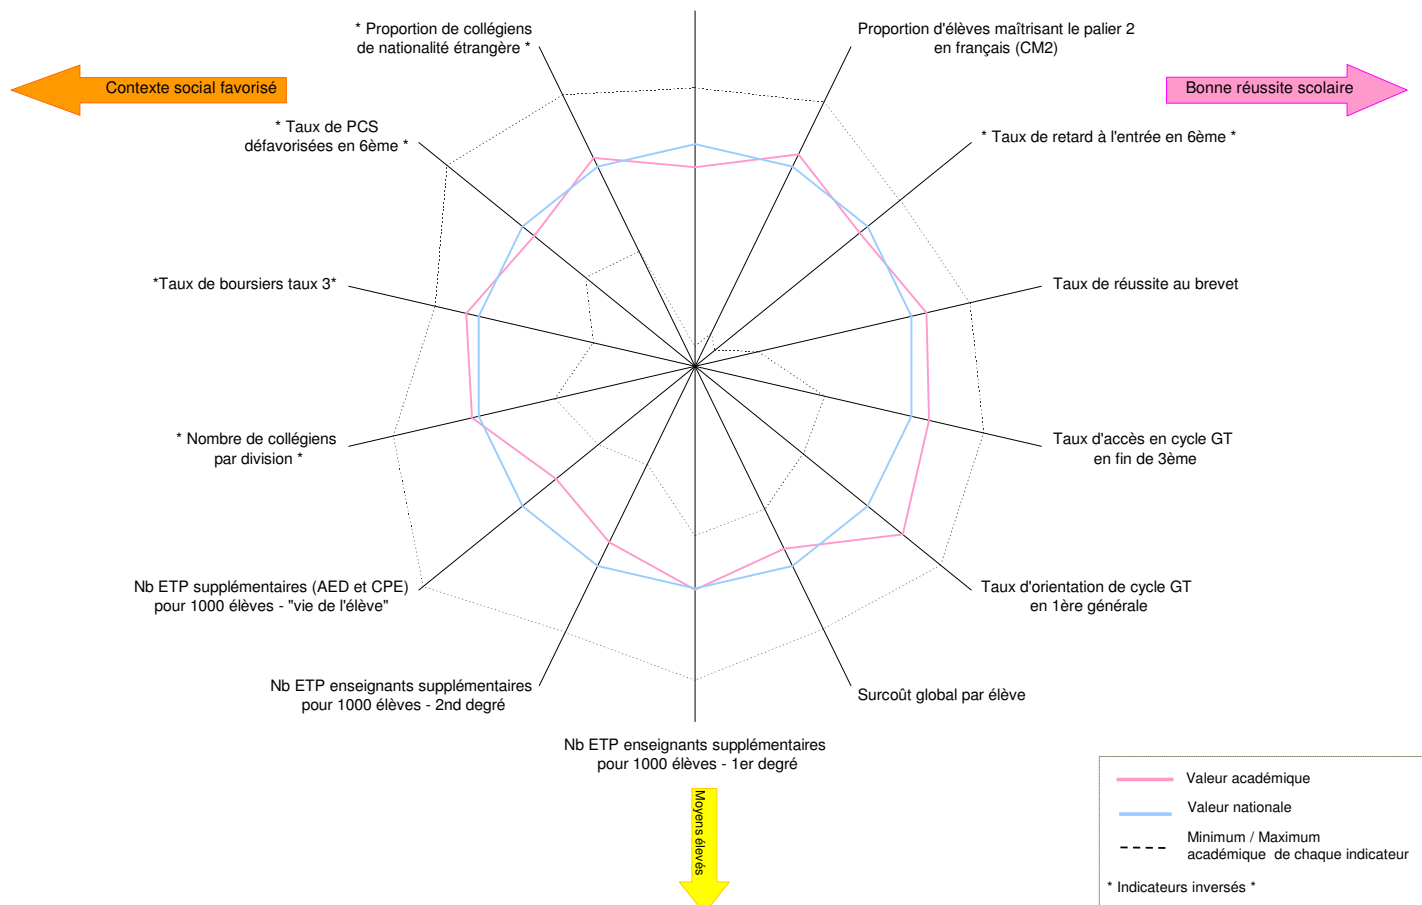 * Proportion de collégiens
de nationalité étrangère *
Proportion d'élèves maîtrisant le palier 2
en français (CM2)
Contexte social favorisé
Bonne réussite scolaire
* Taux de PCS
défavorisées en 6ème *
* Taux de retard à l'entrée en 6ème *
*Taux de boursiers taux 3*
Taux de réussite au brevet
* Nombre de collégiens
par division *
Taux d'accès en cycle GT
en fin de 3ème
Nb ETP supplémentaires (AED et CPE)
pour 1000 élèves - "vie de l'élève"
Taux d'orientation de cycle GT
en 1ère générale
Nb ETP enseignants supplémentaires
pour 1000 élèves - 2nd degré
Surcoût global par élève
Nb ETP enseignants supplémentaires
pour 1000 élèves - 1er degré
Moyens élevés
Valeur académique
Valeur nationale
Minimum / Maximum
académique de chaque indicateur
* Indicateurs inversés *